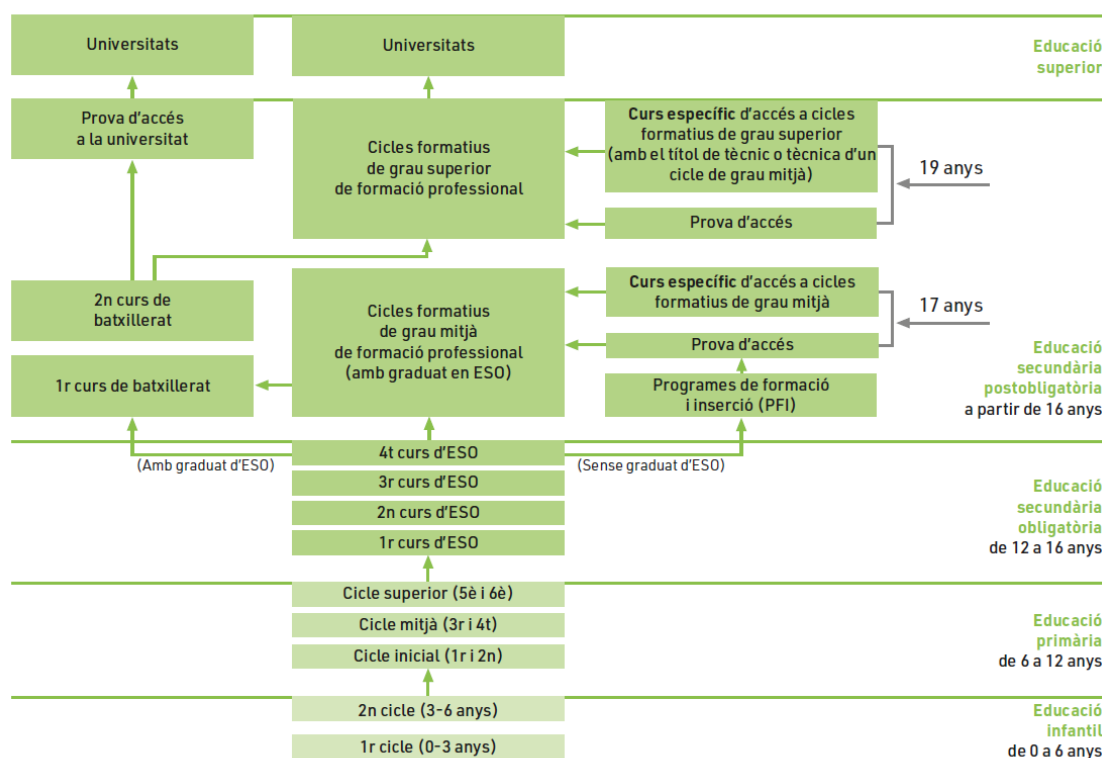 Universitats
Universitats
Educació
superior
Prova d'accés
a la universitat
Cicles formatius
de grau superior
de formació professional
Curs específic d'accés a cicles
formatius de grau superior
(amb el títol de tècnic o tècnica d'un
cicle de grau mitjà)
19 anys
Prova d'accés
2n curs de
batxillerat
Cicles formatius
de grau mitjà
de formació professional
(amb graduat en ESO)
Curs específic d'accés a cicles
formatius de grau mitjà
17 anys
Prova d'accés
1r curs de batxillerat
Programes de formació
i inserció (PFI)
Educació
secundària
postobligatòria
a partir de 16 anys
(Amb graduat d'ESO)
4t curs d'ESO
(Sense graduat d'ESO)
3r curs d'ESO
2n curs d'ESO
1r curs d'ESO
Educació
secundària
obligatòria
de 12 a 16 anys
Cicle superior (5è i 6è)
Cicle mitjà (3r i 4t)
Cicle inicial (1r i 2n)
Educació
primària
de 6 a 12 anys
2n cicle (3-6 anys)
1r cicle (0-3 anys)
Educació
infantil
de 0 a 6 anys